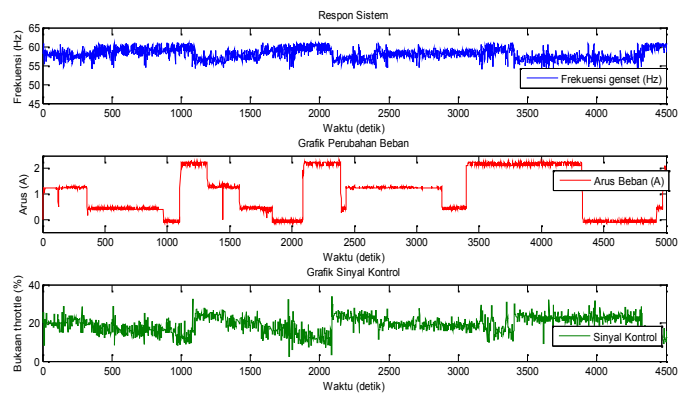 Respon Sistem
Frekuensi (Hz)
65
60
55
50
45
Frekuensi genset (Hz)
0 500 1000 1500 2000 2500 3000 3500 4000 4500
Waktu (detik)
Grafik Perubahan Beban
Arus (A)
2
1
0
Arus Beban (A)
0 500 1000 1500 2000 2500 3000 3500 4000 4500 5000
Waktu (detik)
Grafik Sinyal Kontrol
Bukaan throttle (%)
40
20
0
Sinyal Kontrol
0 500 1000 1500 2000 2500 3000 3500 4000 4500
Waktu (detik)